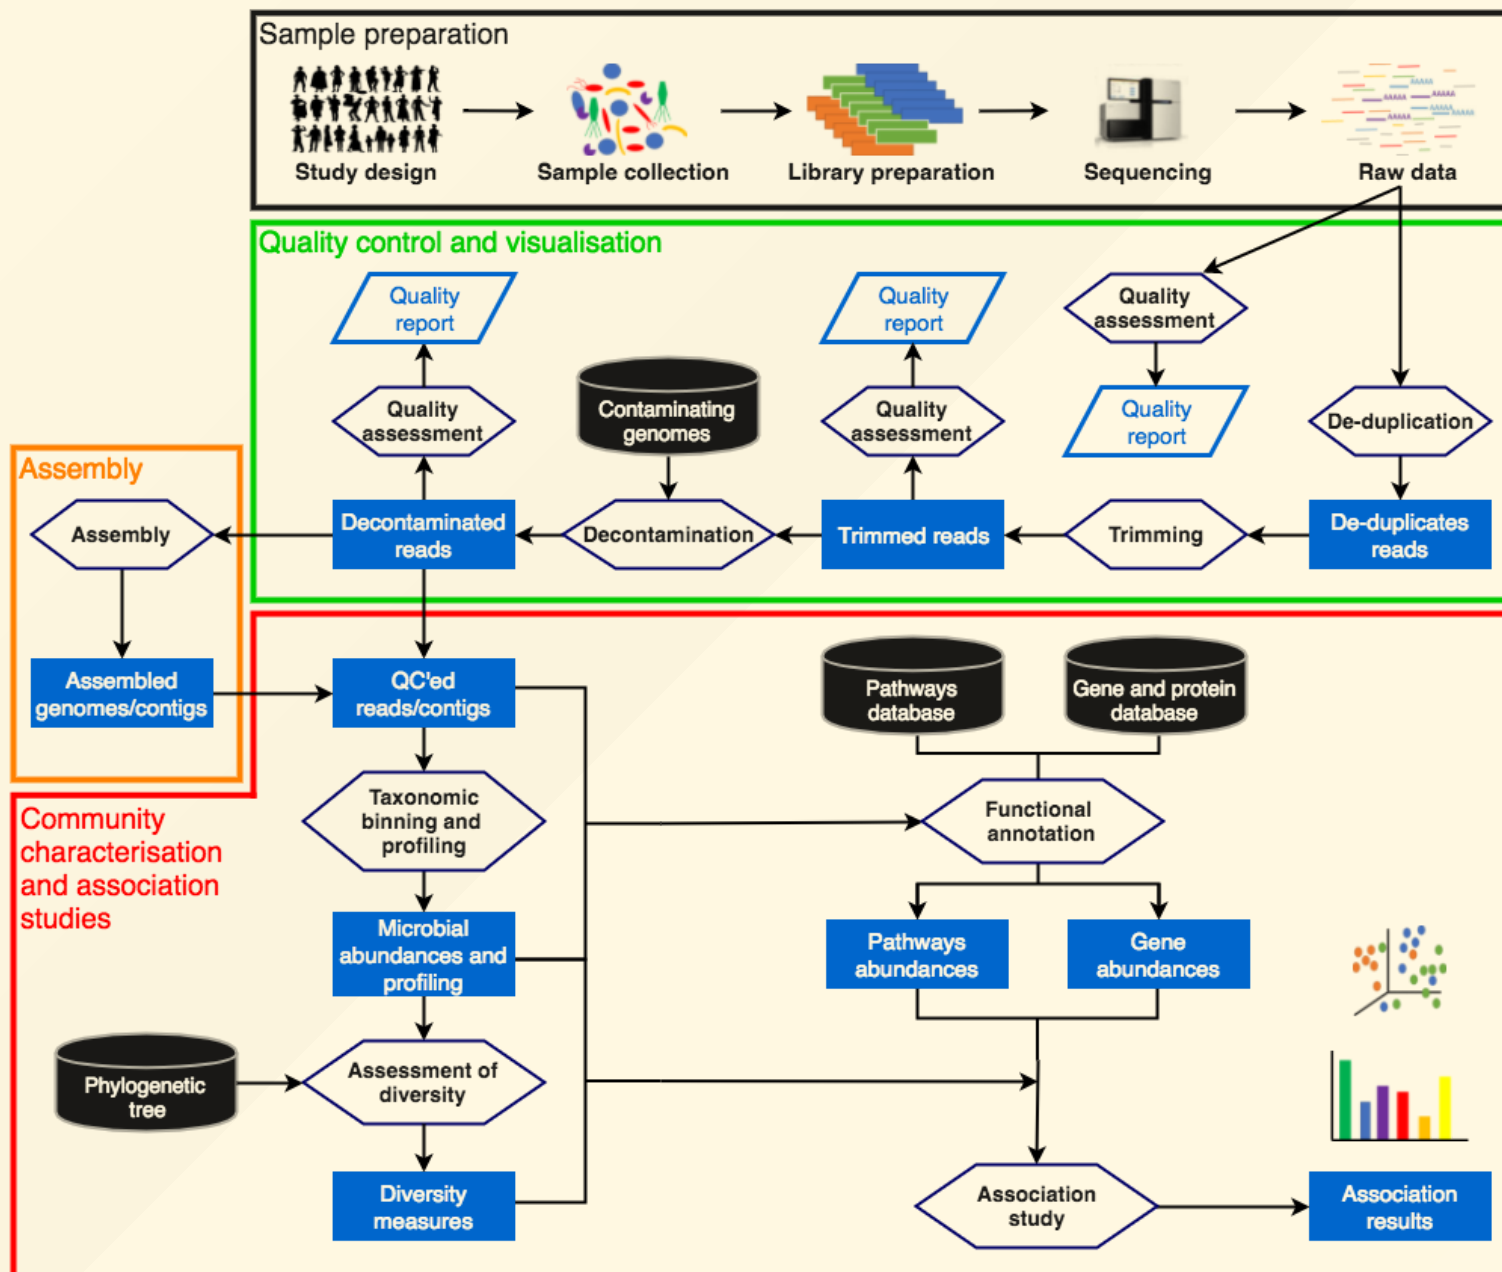 Sample preparation
Study design
Sample collection
Library preparation
Sequencing
Raw data
Quality control and visualisation
Quality
report
Quality
report
Quality
assessment
Quality
assessment
Contaminating
genomes
Quality
assessment
Quality
report
De-duplication
Assembly
Assembly
Decontaminated
reads
Decontamination
Trimmed reads
Trimming
De-duplicates
reads
Assembled
genomes/contigs
QC'ed
reads/contigs
Pathways
database
Gene and protein
database
Community
characterisation
and association
studies
Taxonomic
binning and
profiling
Functional
annotation
Microbial
abundances and
profiling
Pathways
abundances
Gene
abundances
Phylogenetic
tree
Assessment of
diversity
Diversity
measures
Association
study
Association
results